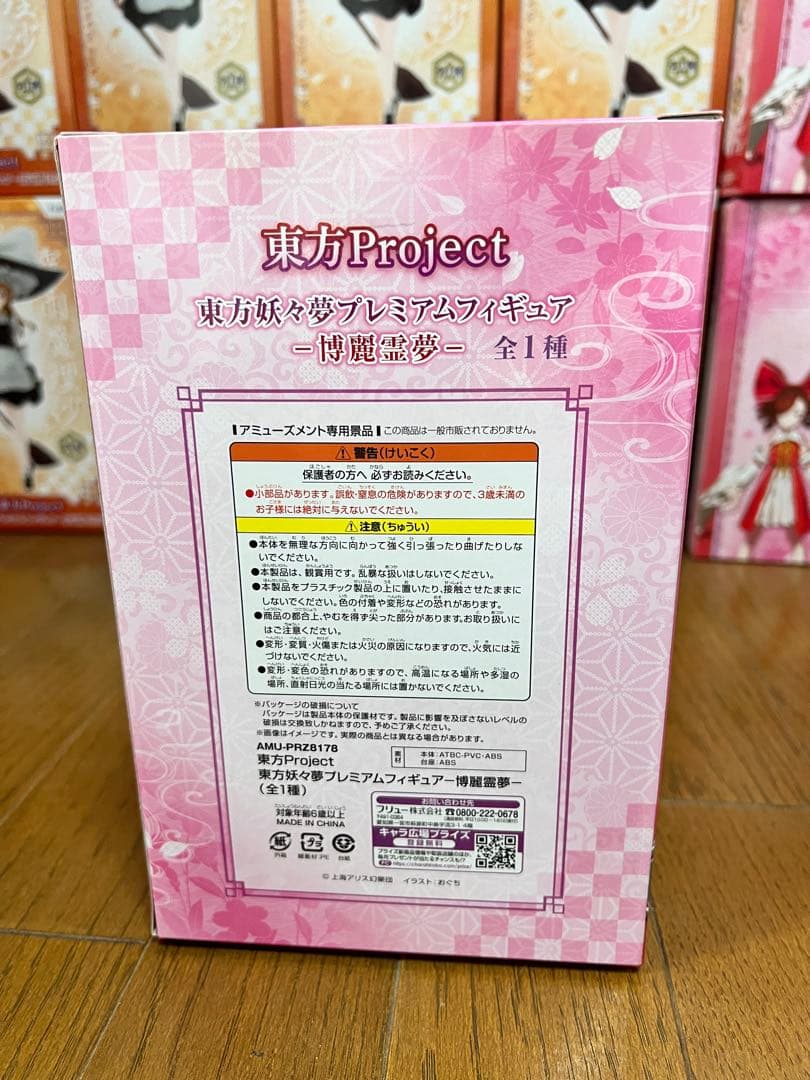 東方Project
東方妖々夢プレミアムフィギュア
－博麗霊夢－ 全1種
アミューズメント専用景品 この商品は一般市販されておりません。
警告(けいこく)
保護者の方へ 必ずお読みください。
●小部品があります。誤飲・窒息の危険がありますので、3歳未満の
お子様には絶対に与えないでください。
注意(ちゅうい)
●本体を無理な方向に向かって強く引っ張ったり曲げたりしな
いでください。
●本製品は、観賞用です。乱暴な扱いはしないでください。
●本製品をプラスチック製品の上に置いたり、接触させたままに
しないでください。色の付着や変形などの恐れがあります。
●商品の都合上、やむを得ず尖った部分があります。お取り扱いに
はご注意ください。
●変形・変質・火傷または火災の原因になりますので、火気には近
づけないでください。
●変形・変色の恐れがありますので、高温になる場所や多湿の
場所、直射日光の当たる場所には置かないでください。
※パッケージの破損について
パッケージは製品本体の保護材です。製品に影響を及ぼさないレベルの
破損は交換致しかねますので、予めご了承ください。
※画像はイメージです。実際の商品とは異なる場合があります。
AMU-PRZ8178
素材 本体:ATBC-PVC・ABS
台座:ABS
東方Project
東方妖々夢プレミアムフィギュアー博麗霊夢ー
(全1種)
対象年齢6歳以上
MADE IN CHINA
紙 プラ 紙
外箱 緩衝材:PE 台紙
お問い合わせ先
フリュー株式会社 0800-222-0678
キャラ広場プライズ
登録無料
©上海アリス幻樂団 イラスト:おぐち